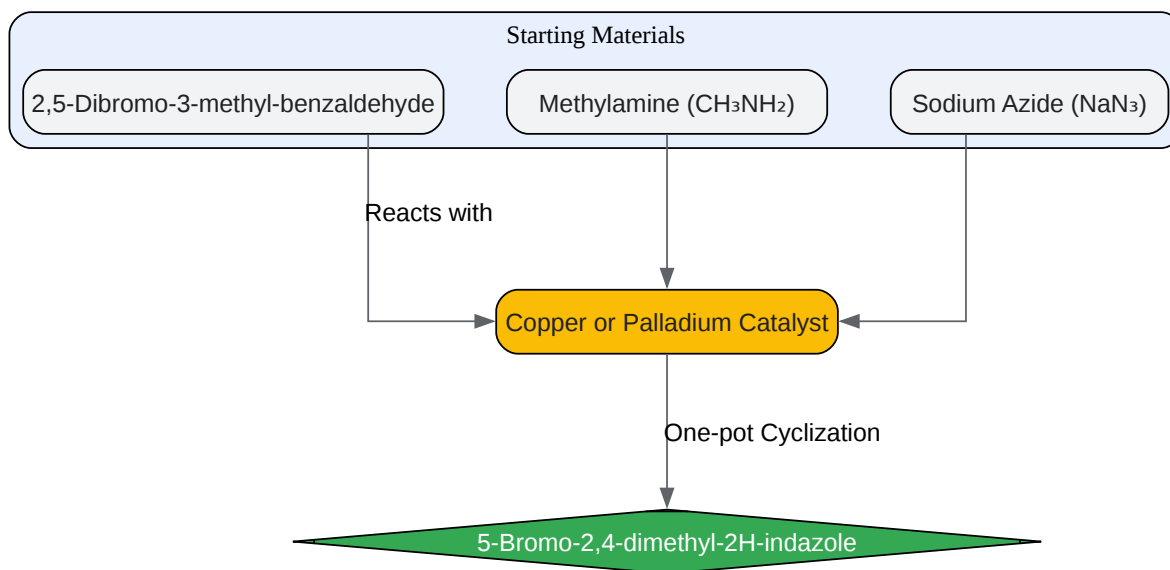 Starting Materials
2,5-Dibromo-3-methyl-benzaldehyde
Methylamine (CH₃NH₂)
Sodium Azide (NaN₃)
Reacts with
Copper or Palladium Catalyst
One-pot Cyclization
5-Bromo-2,4-dimethyl-2H-indazole